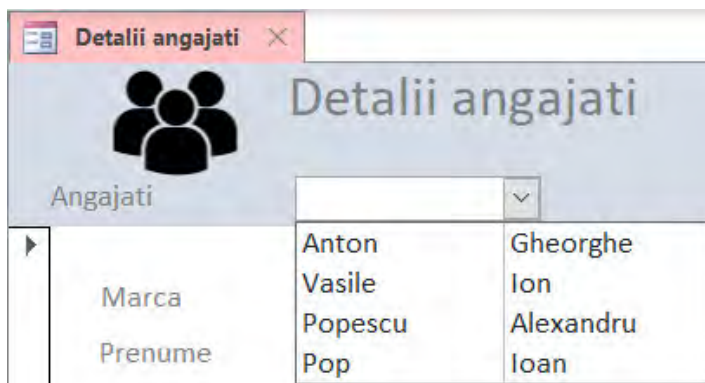 Detalii angajati
Detalii angajati
Angajati
Anton Gheorghe
Vasile Ion
Marca
Popescu Alexandru
Prenume
Pop Ioan